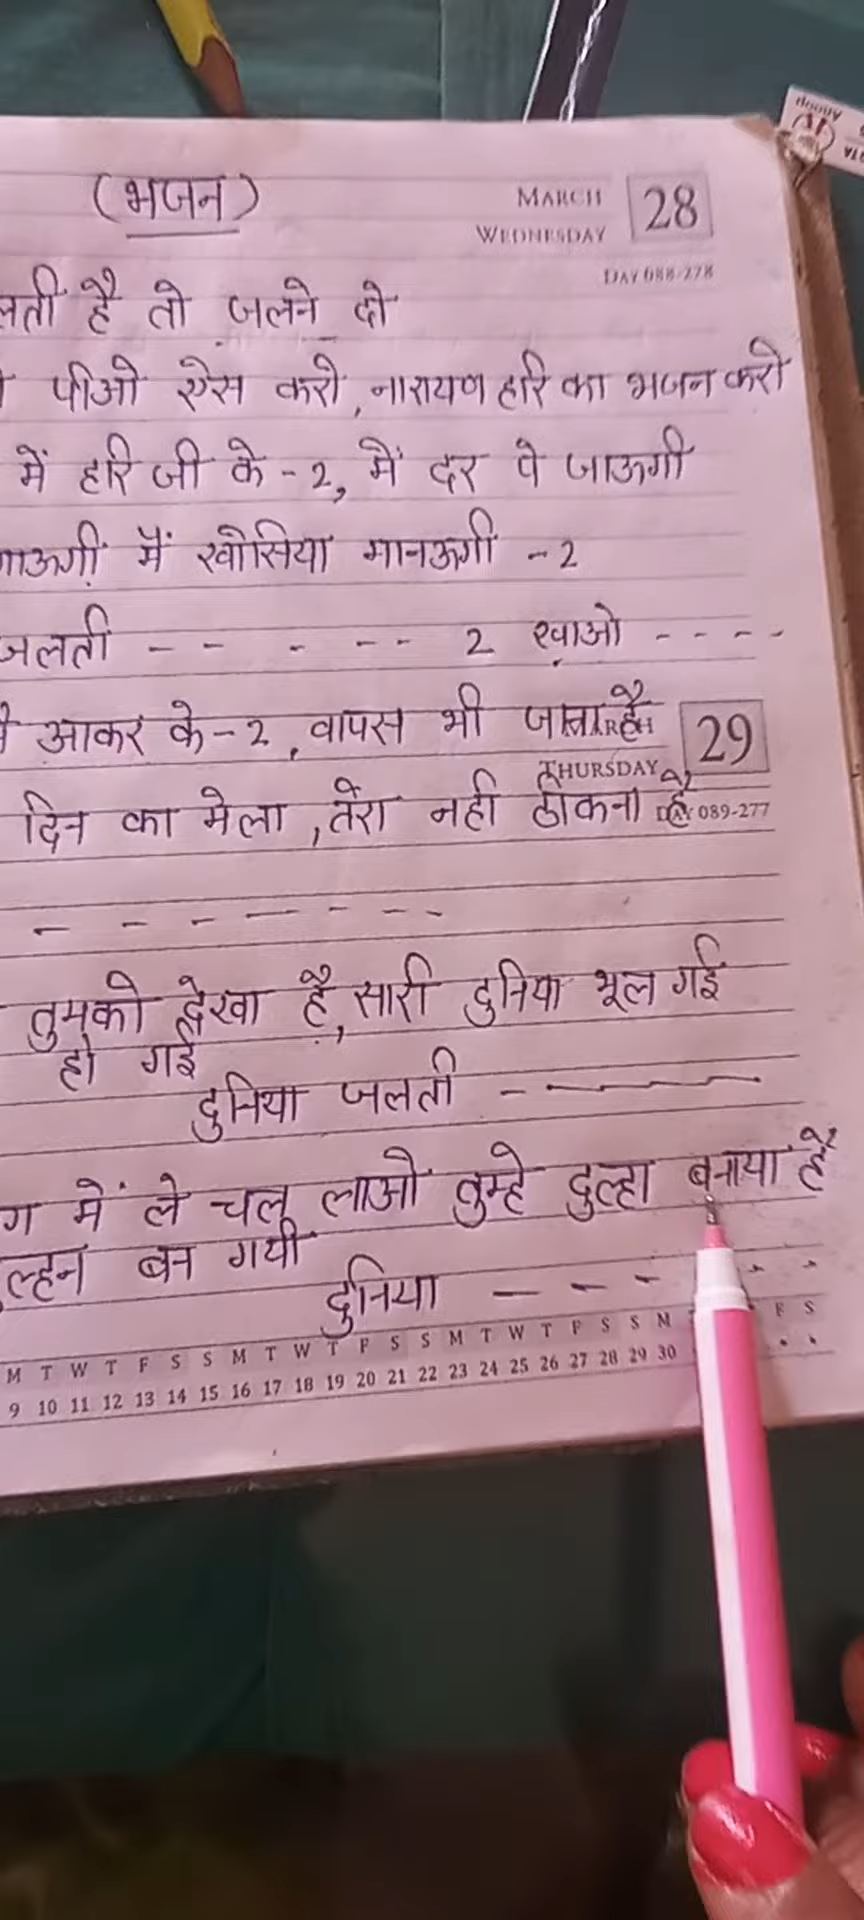 (भजन)
MARCH 28
WEDNESDAY
DAY 088-278
लती है तो जलने दो
पीओ ऐस करो, नारायण हरि का भजन करो
में हरि जी के -2, मैं दर पे जाऊगी
गाऊगीं मैं खोसिया मानऊगी -2
जलती - - - - - 2 खाओ - - - -
आकर के -2, वापस भी जाना है
29
THURSDAY
दिन का मेला, तेरा नही ठीकना है
089-277
- - - - - - -
तुमको देखा है, सारी दुनिया भूल गई
हो गई
दुनिया जलती - ———
ग में ले चलू लाओ तुम्हे दुल्हा बनाया है
ल्हन बन गयी
दुनिया — — - - -
M T W T F S S M T W T F S S M T W T F S S M F S
9 10 11 12 13 14 15 16 17 18 19 20 21 22 23 24 25 26 27 28 29 30